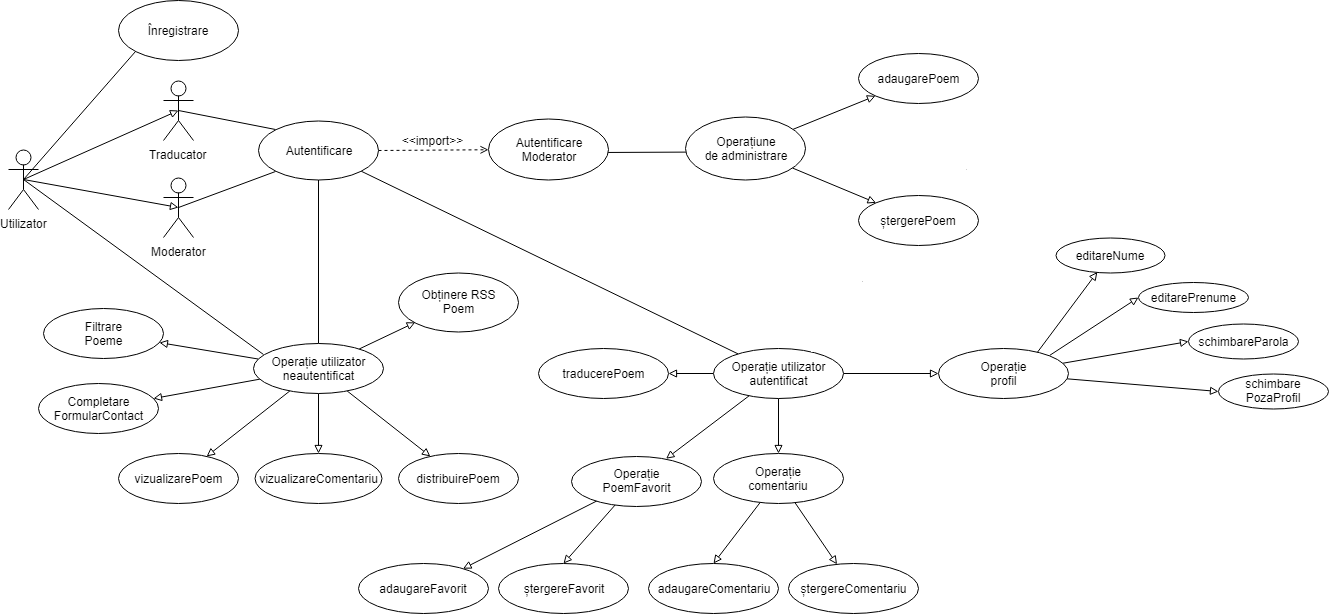 Înregistrare
adaugarePoem
Traducator
Autentificare
<<import>>
Autentificare
Moderator
Operațiune
de administrare
Utilizator
Moderator
ștergerePoem
editareNume
editarePrenume
schimbareParola
schimbare
PozaProfil
Obținere RSS
Poem
Filtrare
Poeme
Operație utilizator
neautentificat
Completare
FormularContact
traducerePoem
Operație utilizator
autentificat
Operație
profil
vizualizarePoem
vizualizareComentariu
distribuirePoem
Operație
PoemFavorit
Operație
comentariu
adaugareFavorit
ștergereFavorit
adaugareComentariu
ștergereComentariu